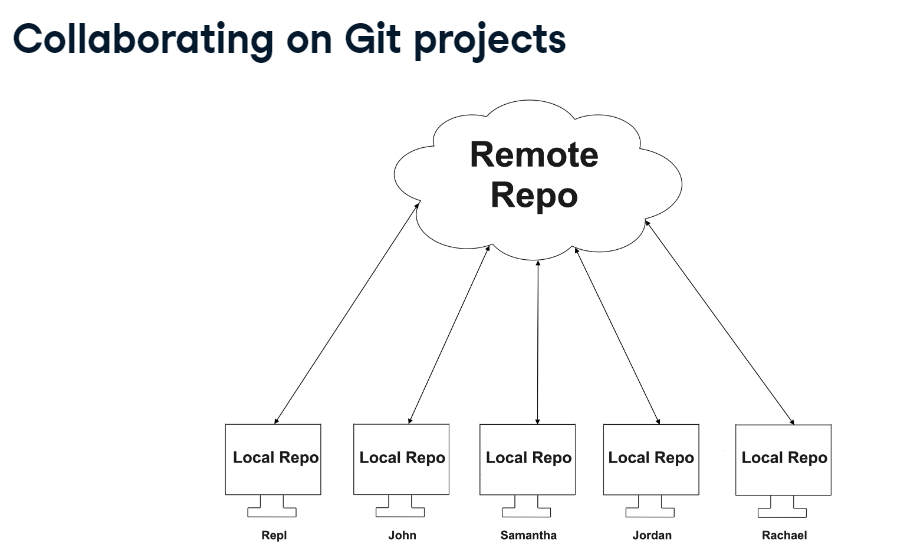 Collaborating on Git projects
Remote
Repo
Local Repo
Local Repo
Local Repo
Local Repo
Local Repo
Repl
John
Samantha
Jordan
Rachael